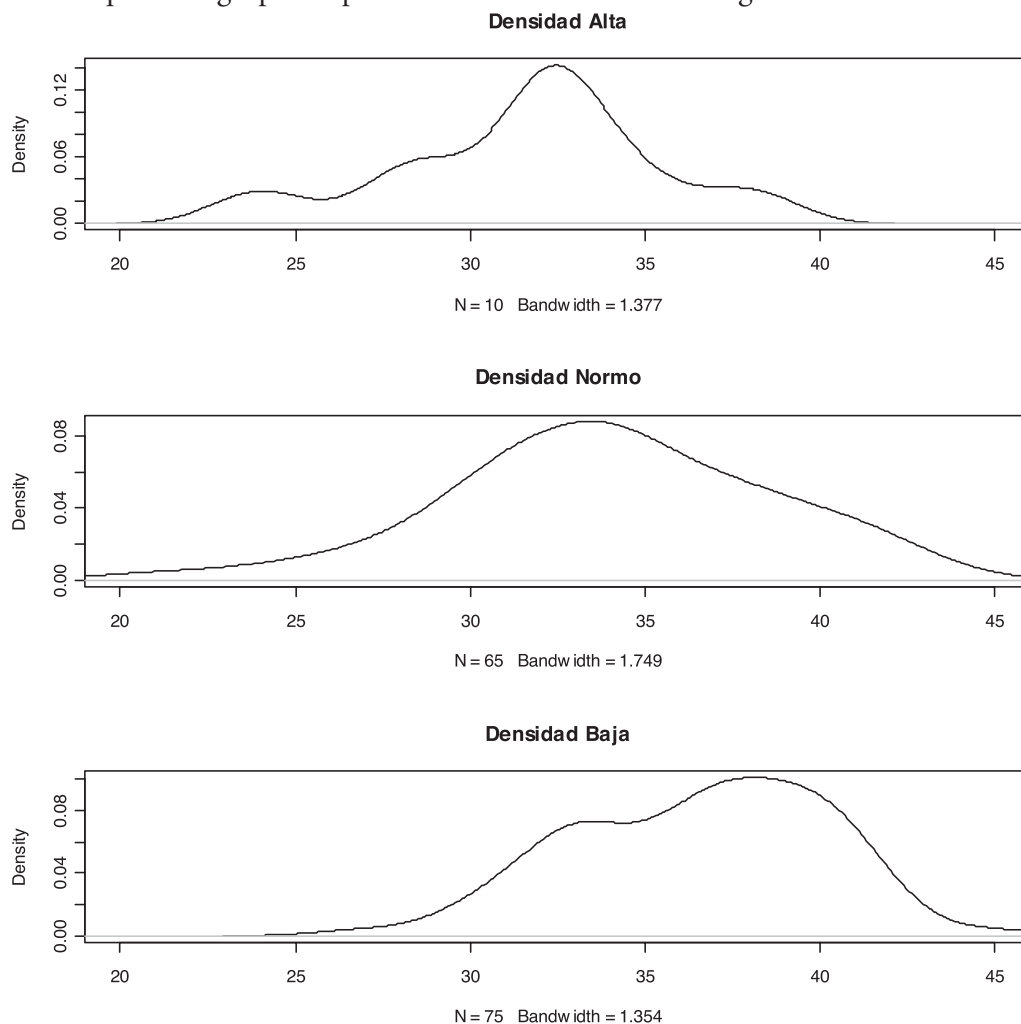 Densidad Alta
Density
0.00 0.06 0.12
20 25 30 35 40 45
N = 10 Bandwidth = 1.377
Densidad Normo
Density
0.00 0.04 0.08
20 25 30 35 40 45
N = 65 Bandwidth = 1.749
Densidad Baja
Density
0.00 0.04 0.08
20 25 30 35 40 45
N = 75 Bandwidth = 1.354